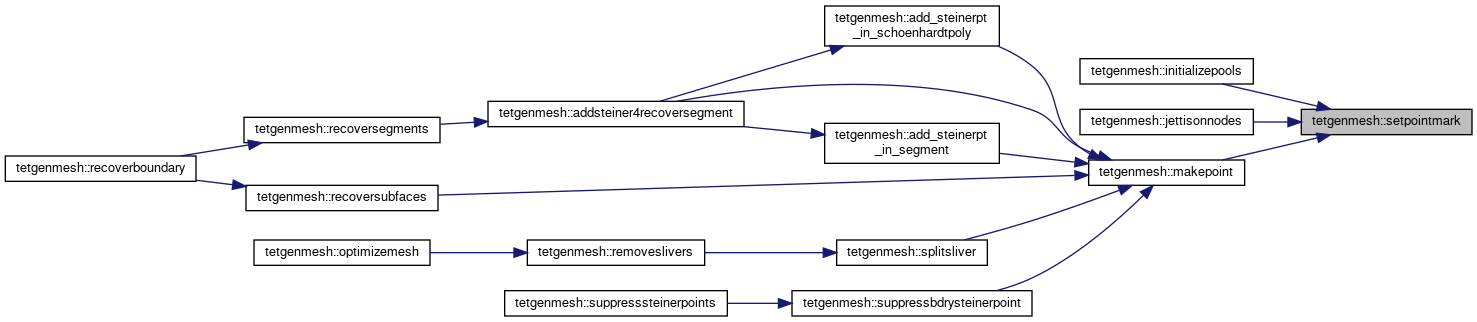 tetgenmesh::add_steinerpt
_in_schoenhardtpoly
tetgenmesh::initializepools
tetgenmesh::addsteiner4recoversegment
tetgenmesh::jettisonnodes
tetgenmesh::setpointmark
tetgenmesh::recoversegments
tetgenmesh::add_steinerpt
_in_segment
tetgenmesh::recoverboundary
tetgenmesh::makepoint
tetgenmesh::recoversubfaces
tetgenmesh::optimizemesh
tetgenmesh::removeslivers
tetgenmesh::splitsliver
tetgenmesh::suppresssteinerpoints
tetgenmesh::suppressbdrysteinerpoint